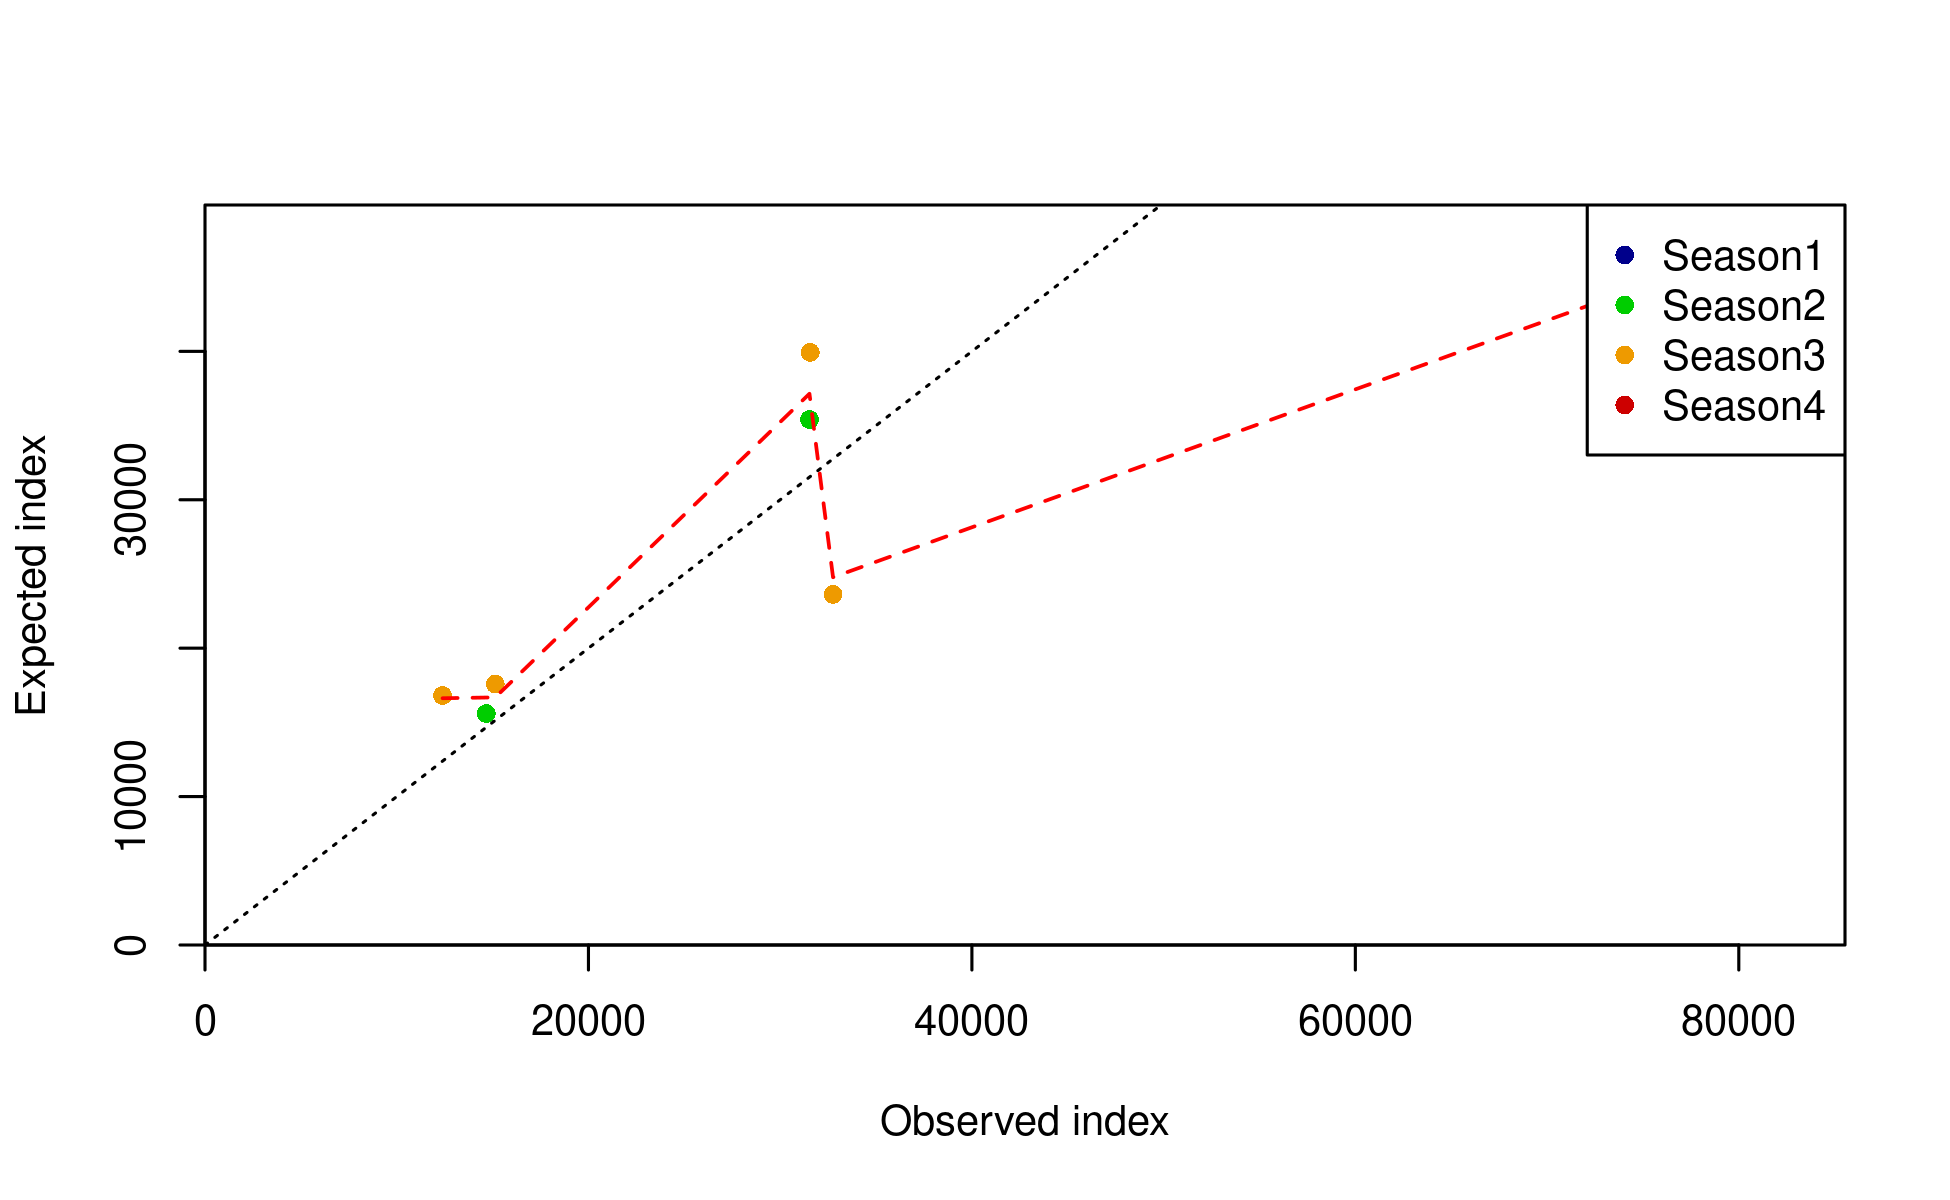 Season1
Season2
Season3
Season4
Expected index
30000
10000
0
0
20000
40000
60000
80000
Observed index